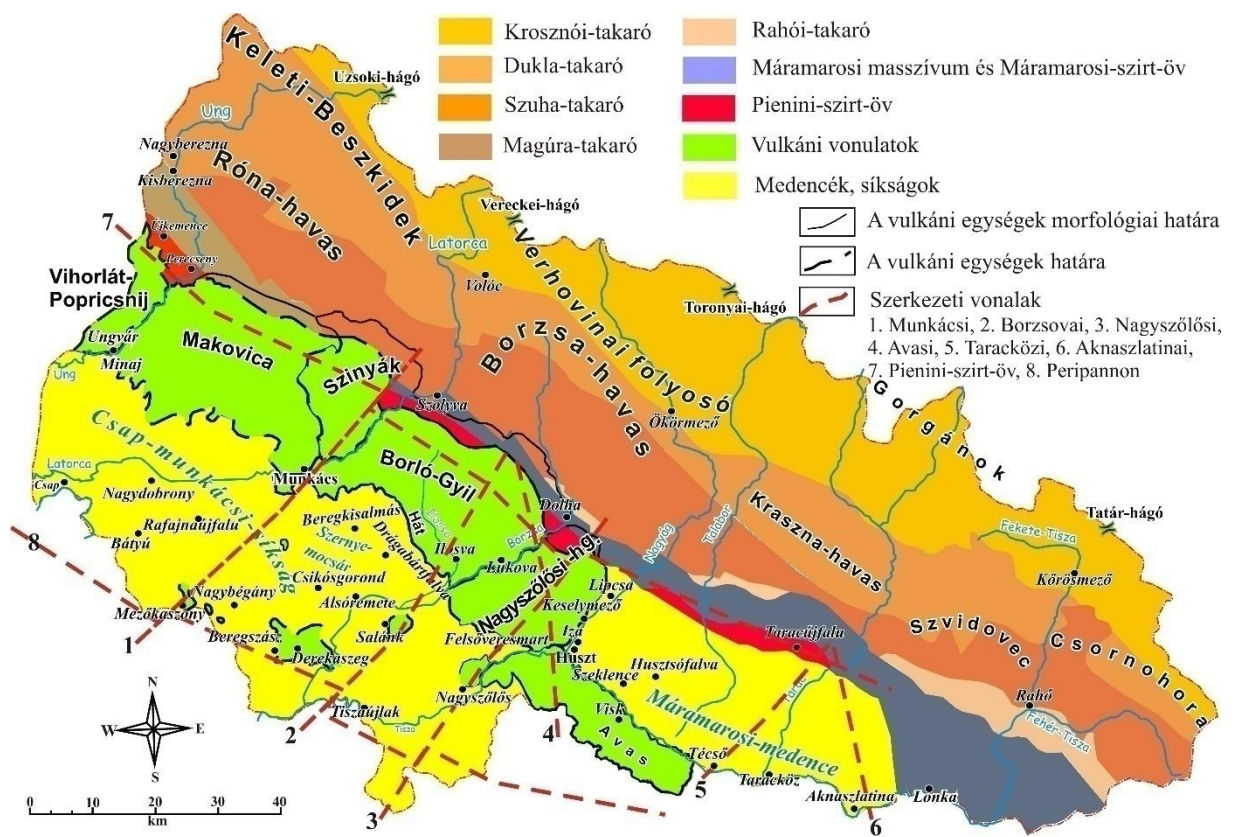 Krosznói-takaró
Dukla-takaró
Szuha-takaró
Magúra-takaró
Rahói-takaró
Máramarosi masszívum és Máramarosi-szirt-öv
Pienini-szirt-öv
Vulkáni vonulatok
Medencék, síkságok
A vulkáni egységek morfológiai határa
A vulkáni egységek határa
Szerkezeti vonalak
1. Munkácsi, 2. Borzsovai, 3. Nagyszőlősi,
4. Avasi, 5. Taracközi, 6. Aknaszlatinai,
7. Pienini-szirt-öv, 8. Peripannon
Keleti-Beszkidek
Uzsoki-hágó
Ung
Nagyberezna
Kisberezna
Róna-havas
Vereckei-hágó
Latorca
Verhovinai folyosó
Volóc
Toronyai-hágó
7
Újkemence
Perecseny
Vihorlát-
Popricsnij
Makovica
Ungvár
Minaj
Ung
Szinyák
Szolyva
Borzsa-havas
Ökörmező
Gorgánok
Tatár-hágó
Fekete-Tisza
Kőrösmező
Kraszna-havas
Szvidovec
Csornohora
Rahó
Fehér-Tisza
Csap-munkácsi-síkság
Latorca
Csap
Nagydobrony
Munkács
Borló-Gyil
Hát
Rafajnaújfalu
Bátyú
Beregkisalmás
Szernye-
mocsár
Drásabárfalva
Ilosva
Borzsa
Dolha
Lukova
Nagyszőlősi-hg.
Nagyág
Talabor
Lipcsa
Keselymező
Csikósgorond
Nagybégány
Alsóremete
Mezőkaszony
8
1
Beregszász
Derekaszeg
Salánk
Felsőveresmart
Iza
Huszt
Szeklence
Husztsófalva
Taracújfalu
Tarac
Nagyszőlős
Tiszaújlak
Tisza
Visk
Avas
Máramarosi-medence
Técső
Taracköz
Aknaszlatina
Lonka
2
3
4
5
6
N
W
E
S
0
10
20
30
40
km